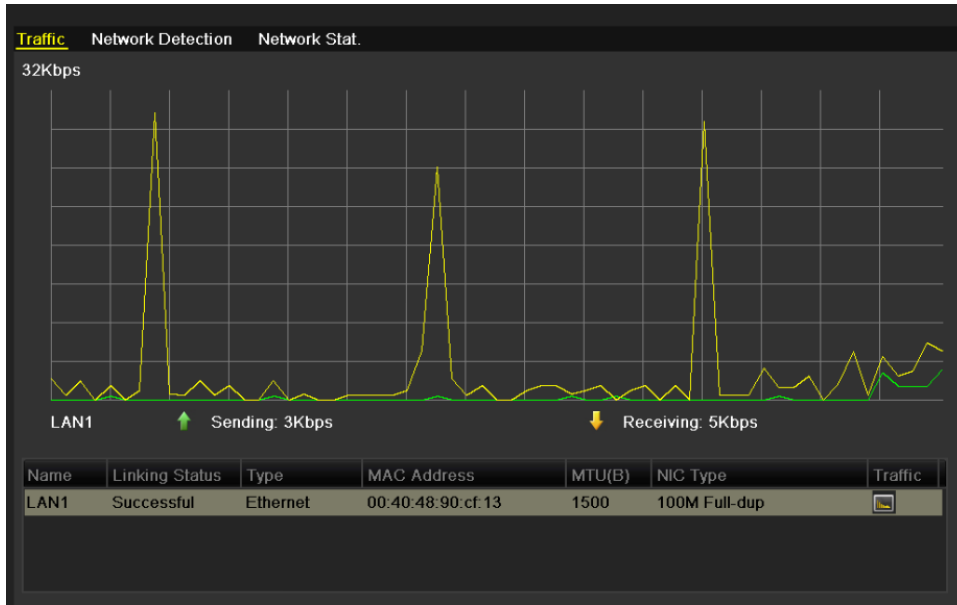 Traffic Network Detection Network Stat.
32Kbps
LAN1 Sending: 3Kbps Receiving: 5Kbps
Name Linking Status Type MAC Address MTU(B) NIC Type Traffic
LAN1 Successful Ethernet 00:40:48:90:cf:13 1500 100M Full-dup